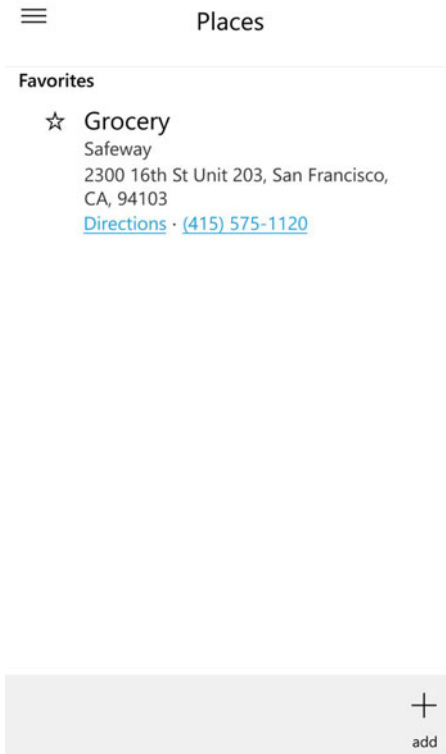 Places
Favorites
Grocery
Safeway
2300 16th St Unit 203, San Francisco,
CA, 94103
Directions · (415) 575-1120
add